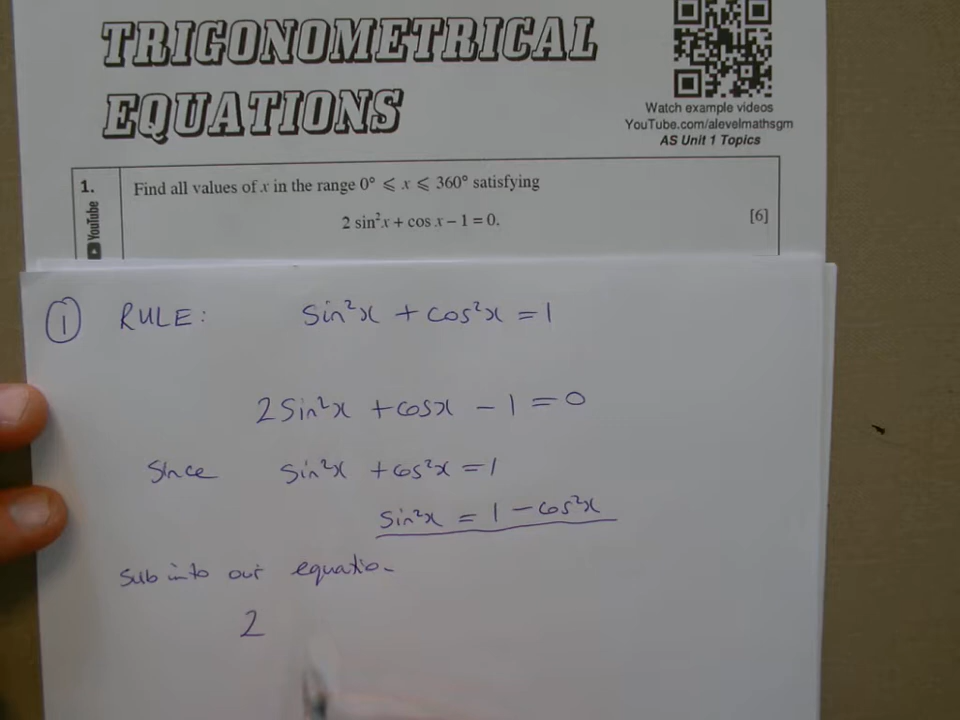 TRIGONOMETRICAL
EQUATIONS
Watch example videos
YouTube.com/alevelmathsgm
AS Unit 1 Topics
1.
YouTube
Find all values of x in the range 0° ⩽ x ⩽ 360° satisfying
2 sin²x + cos x − 1 = 0.
[6]
① RULE: sin²x + cos²x = 1
2sin²x + cosx − 1 = 0
Since sin²x + cos²x = 1
sin²x = 1 − cos²x
Sub into our equation
2